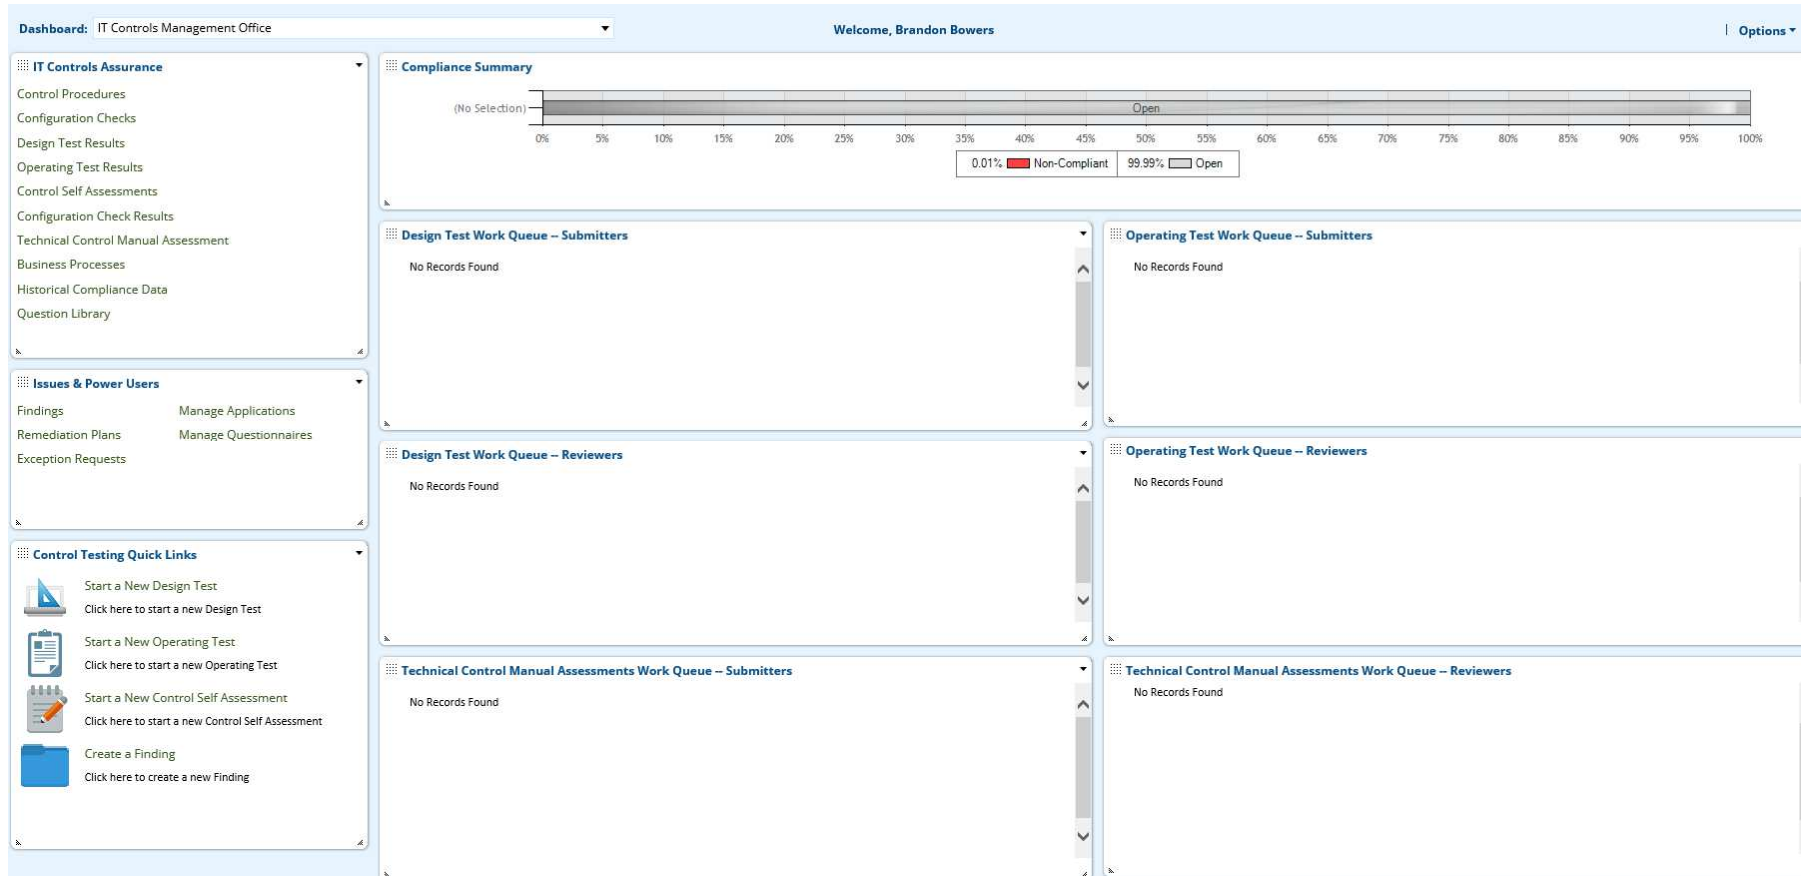 Dashboard: IT Controls Management Office
Welcome, Brandon Bowers
| Options
IT Controls Assurance
Control Procedures
Configuration Checks
Design Test Results
Operating Test Results
Control Self Assessments
Configuration Check Results
Technical Control Manual Assessment
Business Processes
Historical Compliance Data
Question Library
Issues & Power Users
Findings
Manage Applications
Remediation Plans
Manage Questionnaires
Exception Requests
Control Testing Quick Links
Start a New Design Test
Click here to start a new Design Test
Start a New Operating Test
Click here to start a new Operating Test
Start a New Control Self Assessment
Click here to start a new Control Self Assessment
Create a Finding
Click here to create a new Finding
Compliance Summary
(No Selection)
Open
0% 5% 10% 15% 20% 25% 30% 35% 40% 45% 50% 55% 60% 65% 70% 75% 80% 85% 90% 95% 100%
0.01% Non-Compliant 99.99% Open
Design Test Work Queue -- Submitters
No Records Found
Operating Test Work Queue -- Submitters
No Records Found
Design Test Work Queue -- Reviewers
No Records Found
Operating Test Work Queue -- Reviewers
No Records Found
Technical Control Manual Assessments Work Queue -- Submitters
No Records Found
Technical Control Manual Assessments Work Queue -- Reviewers
No Records Found